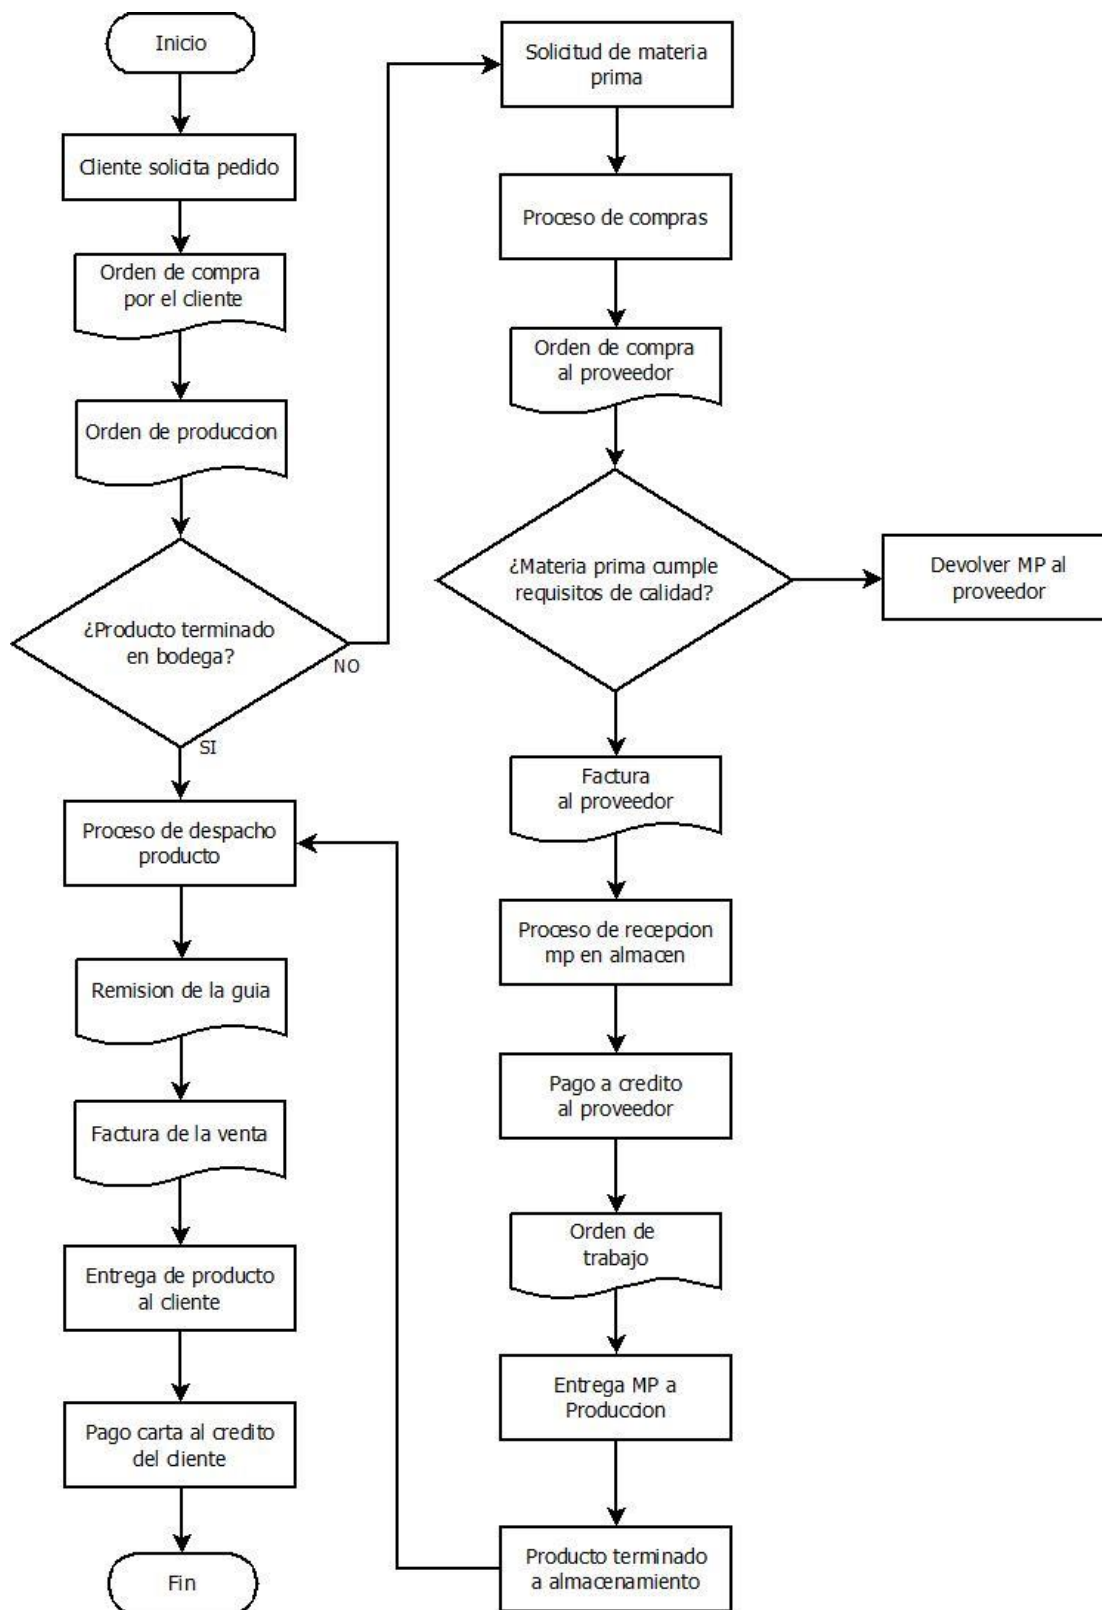 Inicio
Cliente solicita pedido
Orden de compra
por el cliente
Orden de produccion
¿Producto terminado
en bodega?
NO
SI
Proceso de despacho
producto
Remision de la guia
Factura de la venta
Entrega de producto
al cliente
Pago carta al credito
del cliente
Fin
Solicitud de materia
prima
Proceso de compras
Orden de compra
al proveedor
¿Materia prima cumple
requisitos de calidad?
Devolver MP al
proveedor
Factura
al proveedor
Proceso de recepcion
mp en almacen
Pago a credito
al proveedor
Orden de
trabajo
Entrega MP a
Produccion
Producto terminado
a almacenamiento